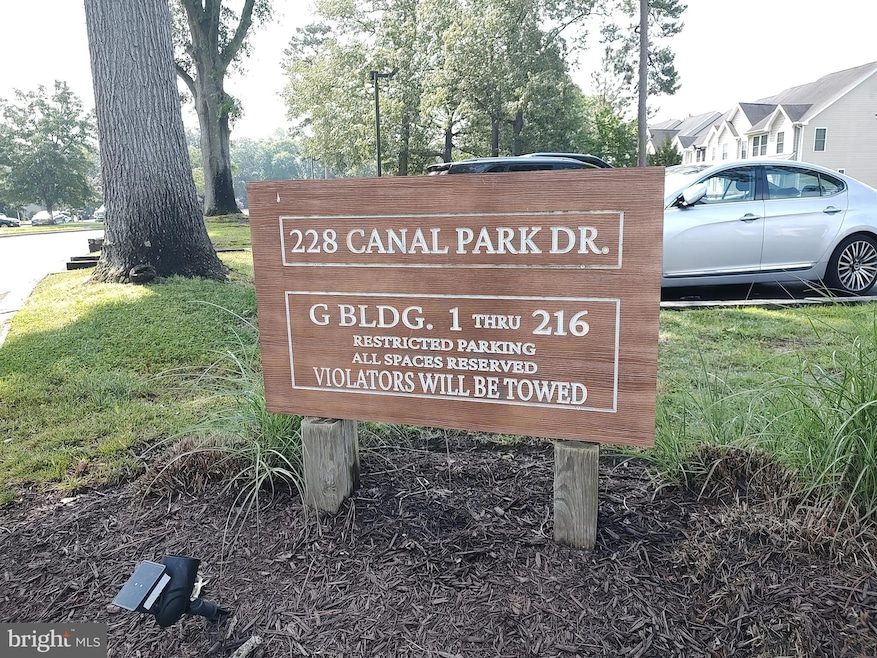 228 CANAL PARK DR.
G BLDG. 1 THRU 216
RESTRICTED PARKING
ALL SPACES RESERVED
VIOLATORS WILL BE TOWED
bright MLS